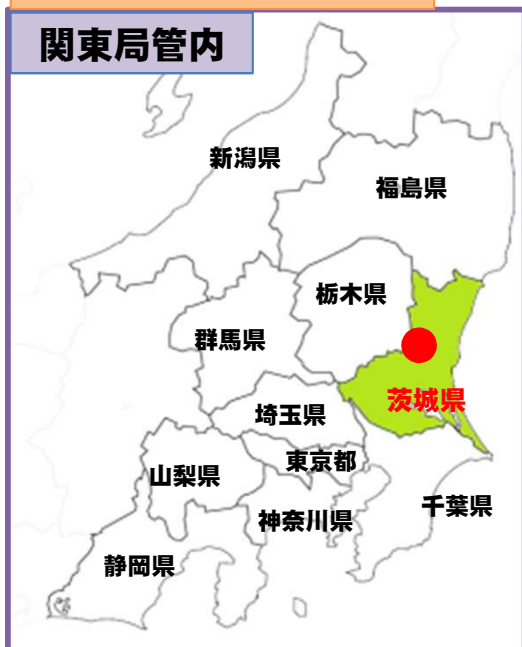 関東局管内
新潟県
福島県
栃木県
群馬県
茨城県
埼玉県
東京都
山梨県
千葉県
神奈川県
静岡県